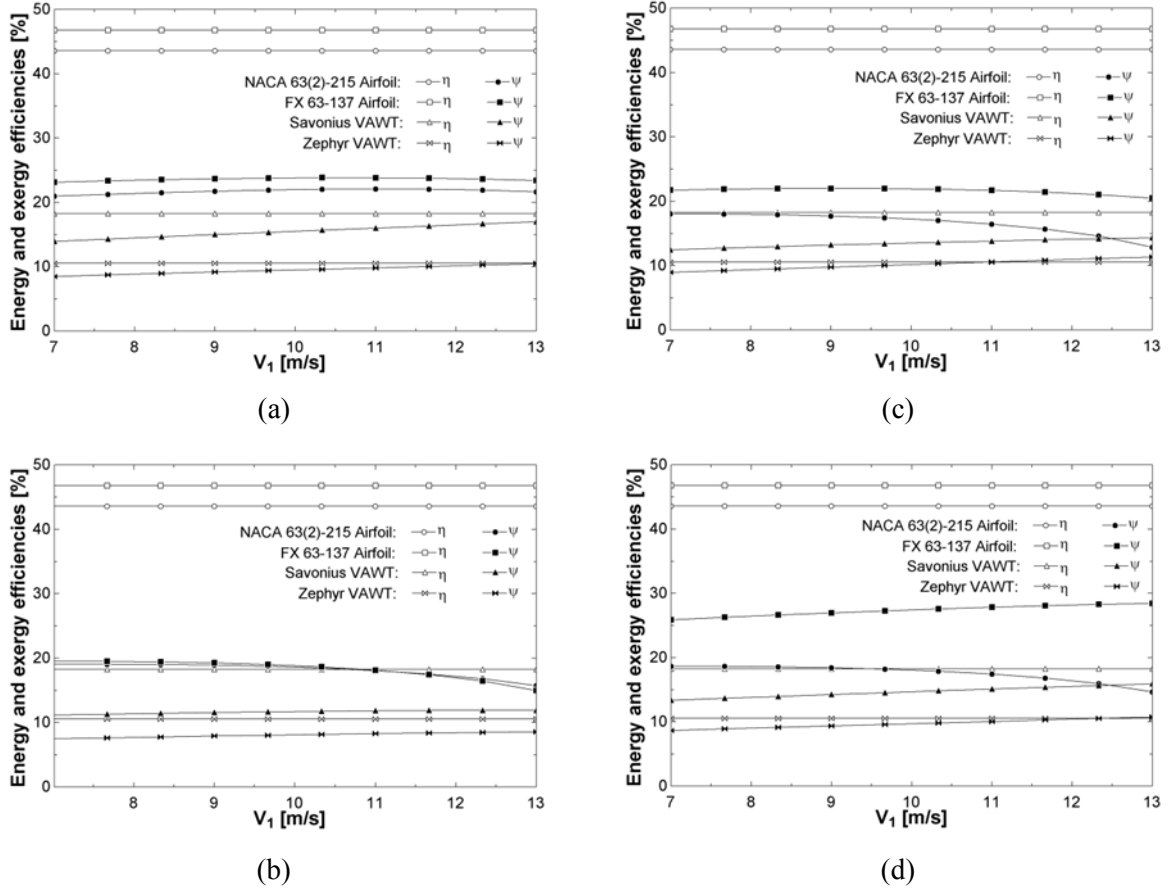 Energy and exergy efficiencies [%]
50
40
30
20
10
0
NACA 63(2)-215 Airfoil: η ψ
FX 63-137 Airfoil: η ψ
Savonius VAWT: η ψ
Zephyr VAWT: η ψ
7 8 9 10 11 12 13
V₁ [m/s]
(a)
Energy and exergy efficiencies [%]
50
40
30
20
10
0
NACA 63(2)-215 Airfoil: η ψ
FX 63-137 Airfoil: η ψ
Savonius VAWT: η ψ
Zephyr VAWT: η ψ
7 8 9 10 11 12 13
V₁ [m/s]
(c)
Energy and exergy efficiencies [%]
50
40
30
20
10
0
NACA 63(2)-215 Airfoil: η ψ
FX 63-137 Airfoil: η ψ
Savonius VAWT: η ψ
Zephyr VAWT: η ψ
8 9 10 11 12 13
V₁ [m/s]
(b)
Energy and exergy efficiencies [%]
50
40
30
20
10
0
NACA 63(2)-215 Airfoil: η ψ
FX 63-137 Airfoil: η ψ
Savonius VAWT: η ψ
Zephyr VAWT: η ψ
7 8 9 10 11 12 13
V₁ [m/s]
(d)